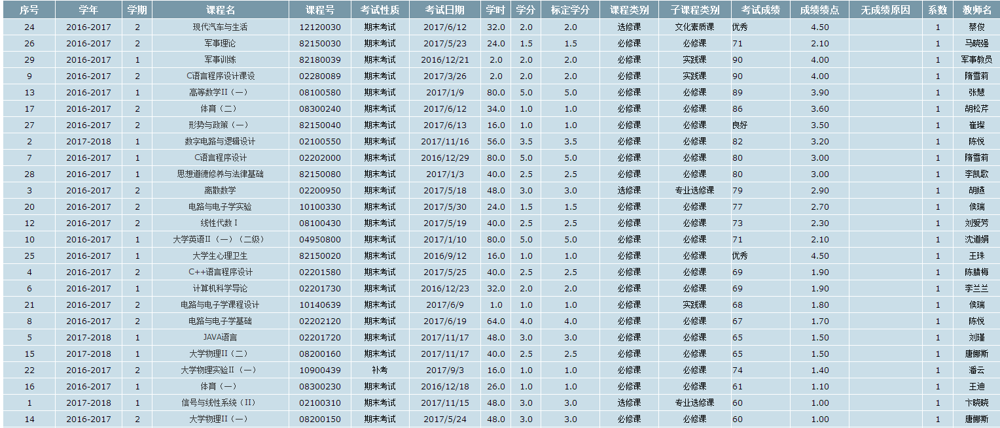 序号 学年 学期 课程名 课程号 考试性质 考试日期 学时 学分 标定学分 课程类别 子课程类别 考试成绩 成绩绩点 无成绩原因 系数 教师名
24 2016-2017 2 现代汽车与生活 12120030 期末考试 2017/6/12 32.0 2.0 2.0 选修课 文化素质课 优秀 4.50 1 蔡俊
26 2016-2017 2 军事理论 82150030 期末考试 2017/5/23 24.0 1.5 1.5 必修课 必修课 71 2.10 1 马晓强
29 2016-2017 1 军事训练 82180039 期末考试 2016/12/21 2.0 2.0 2.0 必修课 实践课 90 4.00 1 军事教员
9 2016-2017 2 C语言程序设计课设 02280089 期末考试 2017/3/26 2.0 2.0 2.0 必修课 实践课 90 4.00 1 隋雪莉
13 2016-2017 1 高等数学II（一） 08100580 期末考试 2017/1/9 80.0 5.0 5.0 必修课 必修课 89 3.90 1 张慧
17 2016-2017 2 体育（二） 08300240 期末考试 2017/6/12 34.0 1.0 1.0 必修课 必修课 86 3.60 1 胡松芹
27 2016-2017 2 形势与政策（一） 82150040 期末考试 2017/6/13 16.0 1.0 1.0 必修课 必修课 良好 3.50 1 崔璨
2 2017-2018 1 数字电路与逻辑设计 02100550 期末考试 2017/11/16 56.0 3.5 3.5 必修课 必修课 82 3.20 1 陈悦
7 2016-2017 1 C语言程序设计 02202000 期末考试 2016/12/29 80.0 5.0 5.0 必修课 必修课 80 3.00 1 隋雪莉
28 2016-2017 1 思想道德修养与法律基础 82150080 期末考试 2017/1/3 40.0 2.5 2.5 必修课 必修课 80 3.00 1 李凯歌
3 2016-2017 2 离散数学 02200950 期末考试 2017/5/18 48.0 3.0 3.0 选修课 专业选修课 79 2.90 1 胡嬿
20 2016-2017 2 电路与电子学实验 10100330 期末考试 2017/5/30 24.0 1.5 1.5 必修课 必修课 77 2.70 1 侯瑞
12 2016-2017 2 线性代数Ⅰ 08100430 期末考试 2017/5/19 40.0 2.5 2.5 必修课 必修课 73 2.30 1 刘爱芳
10 2016-2017 1 大学英语II（一）（二级） 04950800 期末考试 2017/1/10 80.0 5.0 5.0 必修课 必修课 71 2.10 1 沈道娟
25 2016-2017 1 大学生心理卫生 82150020 期末考试 2016/9/12 16.0 1.0 1.0 必修课 必修课 优秀 4.50 1 王珠
4 2016-2017 2 C++语言程序设计 02201580 期末考试 2017/5/25 40.0 2.5 2.5 必修课 必修课 69 1.90 1 陈腊梅
6 2016-2017 1 计算机科学导论 02201730 期末考试 2016/12/23 32.0 2.0 2.0 必修课 必修课 69 1.90 1 李兰兰
21 2016-2017 2 电路与电子学课程设计 10140639 期末考试 2017/6/9 1.0 1.0 1.0 必修课 实践课 68 1.80 1 侯瑞
8 2016-2017 2 电路与电子学基础 02202120 期末考试 2017/6/19 64.0 4.0 4.0 必修课 必修课 67 1.70 1 陈悦
5 2017-2018 1 JAVA语言 02201720 期末考试 2017/11/17 48.0 3.0 3.0 必修课 必修课 65 1.50 1 刘瑾
15 2017-2018 1 大学物理II（二） 08200160 期末考试 2017/11/17 40.0 2.5 2.5 必修课 必修课 65 1.50 1 唐娜斯
22 2016-2017 2 大学物理实验II（一） 10900439 补考 2017/9/3 16.0 1.0 1.0 必修课 必修课 74 1.40 1 潘云
16 2016-2017 1 体育（一） 08300230 期末考试 2016/12/18 26.0 1.0 1.0 必修课 必修课 61 1.10 1 王迪
1 2017-2018 1 信号与线性系统（II） 02100310 期末考试 2017/11/15 48.0 3.0 3.0 选修课 专业选修课 60 1.00 1 卞晓晓
14 2016-2017 2 大学物理II（一） 08200150 期末考试 2017/5/24 48.0 3.0 3.0 必修课 必修课 60 1.00 1 唐娜斯